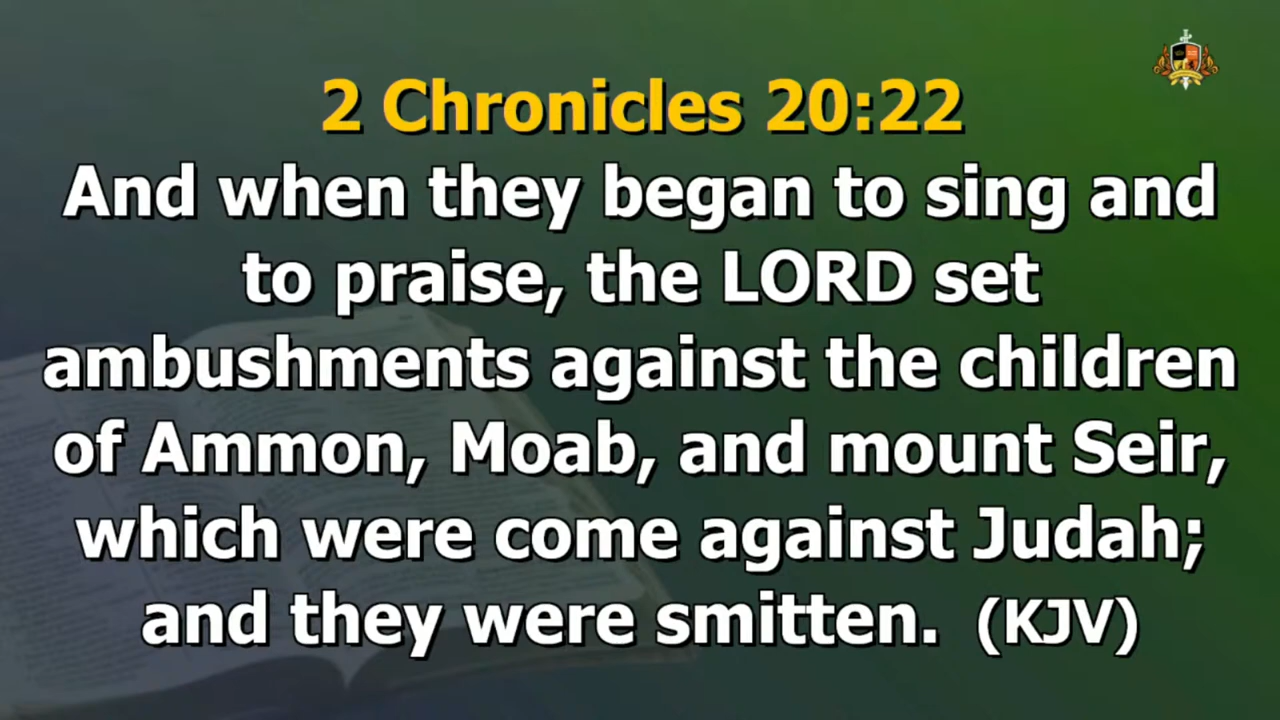 2 Chronicles 20:22
And when they began to sing and
to praise, the LORD set
ambushments against the children
of Ammon, Moab, and mount Seir,
which were come against Judah;
and they were smitten. (KJV)